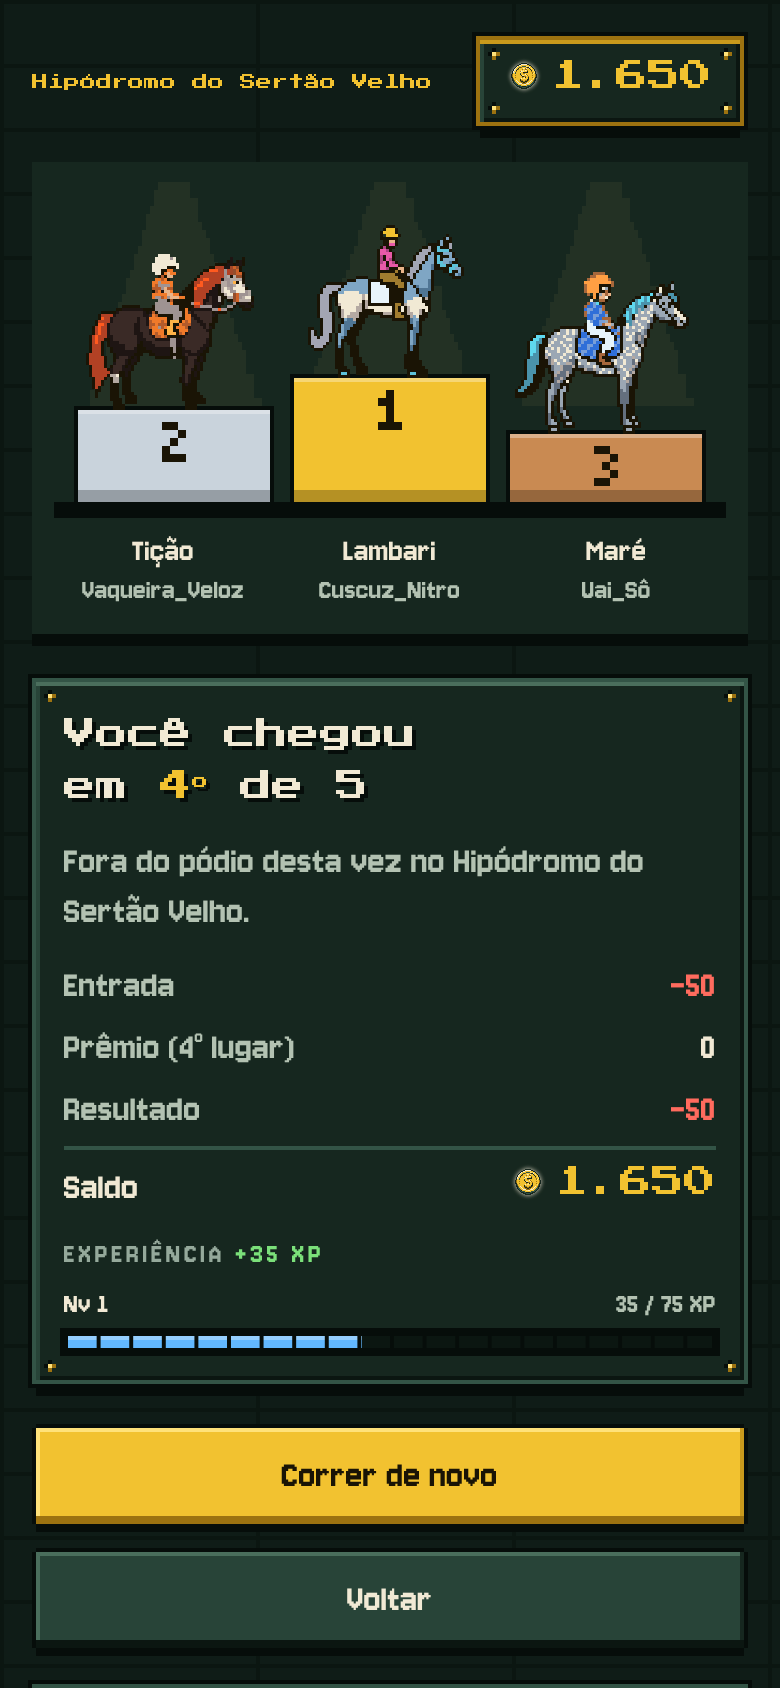 Hipódromo do Sertão Velho
1.650
2
1
3
Tição
Lambari
Maré
Vaqueira_Veloz
Cuscuz_Nitro
Uai_Sô
Você chegou
em 4º de 5
Fora do pódio desta vez no Hipódromo do
Sertão Velho.
Entrada -50
Prêmio (4º lugar) 0
Resultado -50
Saldo 1.650
EXPERIÊNCIA +35 XP
Nv 1 35 / 75 XP
Correr de novo
Voltar